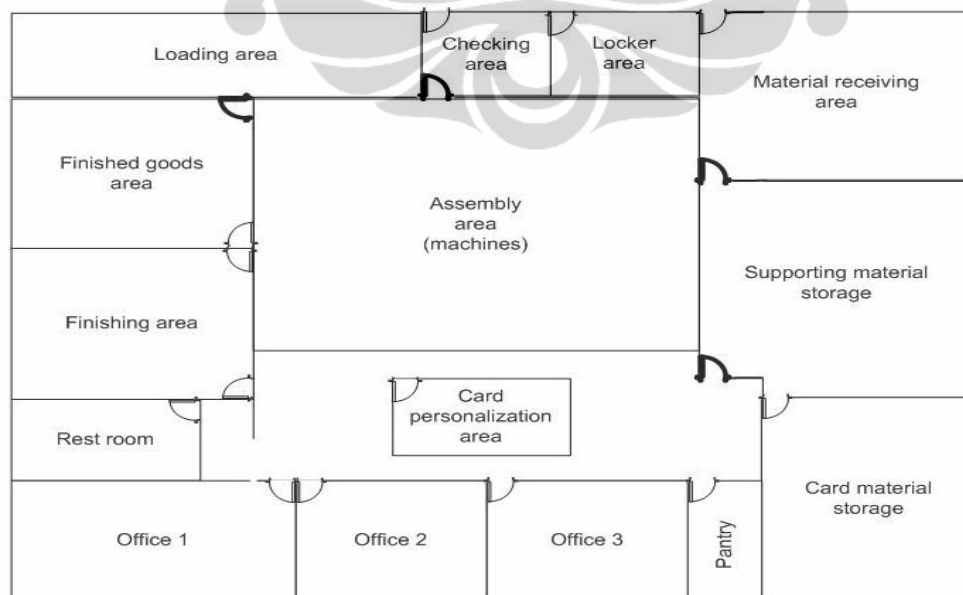 Loading area
Checking
area
Locker
area
Material receiving
area
Finished goods
area
Assembly
area
(machines)
Supporting material
storage
Finishing area
Card
personalization
area
Rest room
Card material
storage
Office 1
Office 2
Office 3
Pantry